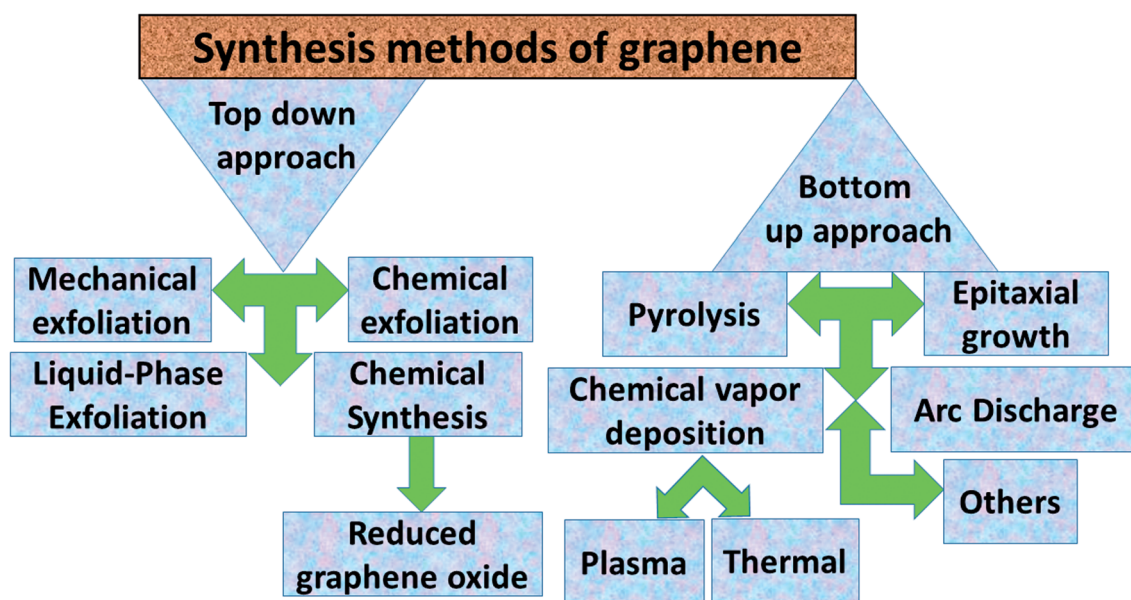 Synthesis methods of graphene
Top down
approach
Mechanical
exfoliation
Chemical
exfoliation
Liquid-Phase
Exfoliation
Chemical
Synthesis
Reduced
graphene oxide
Bottom
up approach
Pyrolysis
Epitaxial
growth
Chemical vapor
deposition
Arc Discharge
Others
Plasma
Thermal